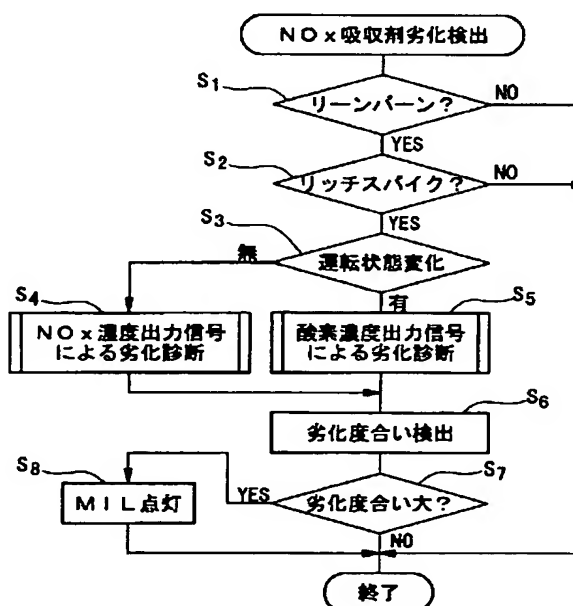 NOx吸収剤劣化検出
S1
リーンバーン?
NO
YES
S2
リッチスパイク?
NO
YES
S3
運転状態変化
無
有
S4
NOx濃度出力信号
による劣化診断
S5
酸素濃度出力信号
による劣化診断
S6
劣化度合い検出
S7
劣化度合い大?
YES
S8
MIL点灯
NO
終了